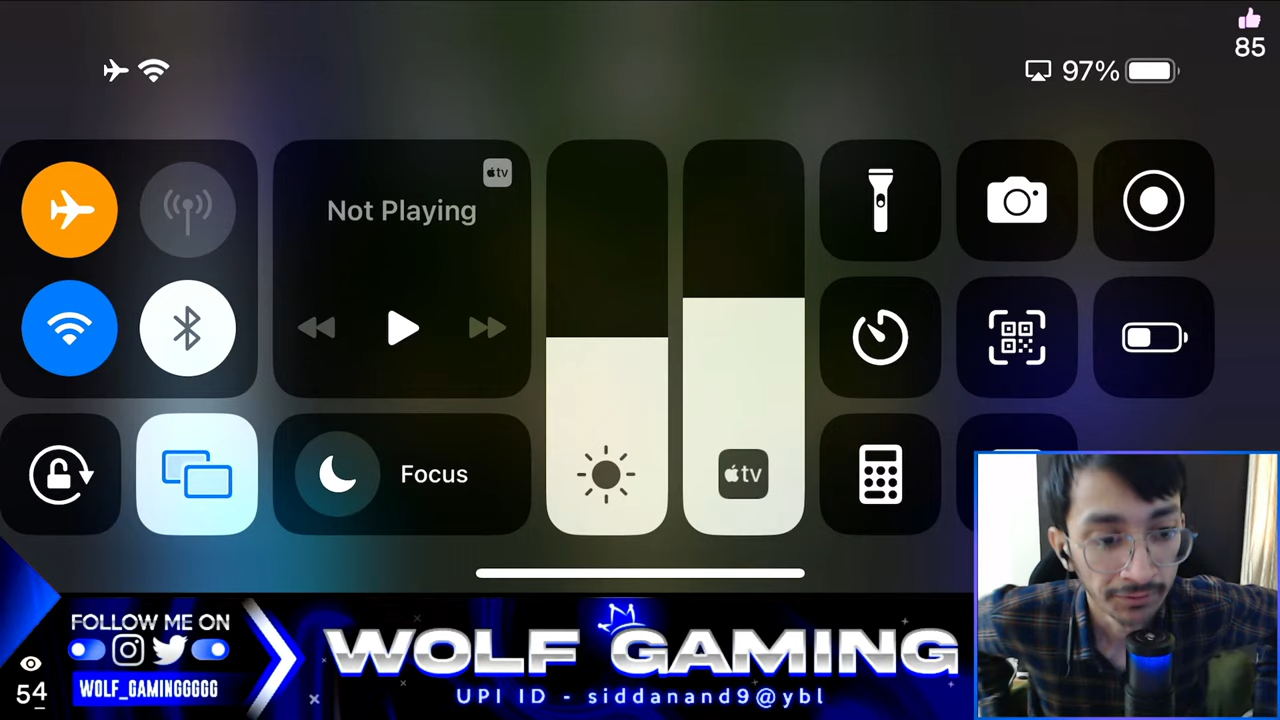 85
97%
tv
Not Playing
Focus
tv
FOLLOW ME ON
WOLF_GAMINGGGGG
54
WOLF GAMING
UPI ID - siddanand9@ybl